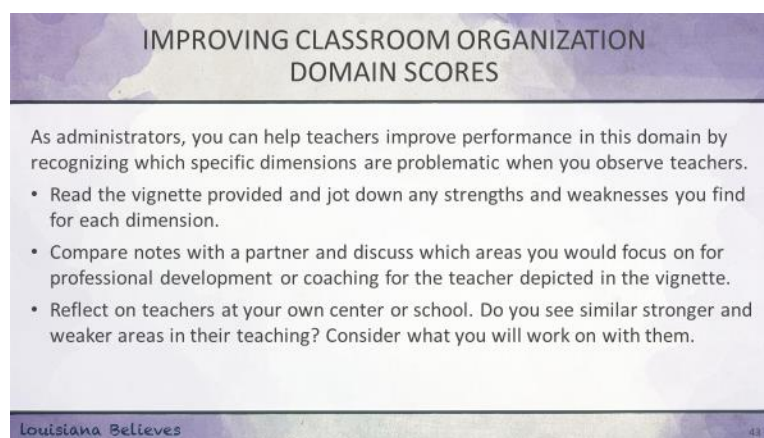 IMPROVING CLASSROOM ORGANIZATION
DOMAIN SCORES
As administrators, you can help teachers improve performance in this domain by
recognizing which specific dimensions are problematic when you observe teachers.
• Read the vignette provided and jot down any strengths and weaknesses you find
for each dimension.
• Compare notes with a partner and discuss which areas you would focus on for
professional development or coaching for the teacher depicted in the vignette.
• Reflect on teachers at your own center or school. Do you see similar stronger and
weaker areas in their teaching? Consider what you will work on with them.
Louisiana Believes
43